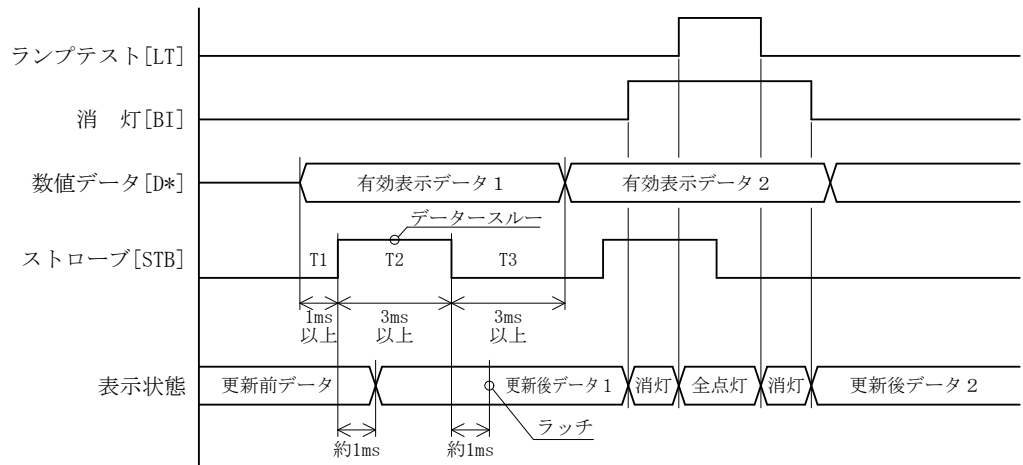 ランプテスト[LT]
消　灯[BI]
数値データ[D*]
有効表示データ１
有効表示データ２
データースルー
ストローブ[STB]
T1
T2
T3
1ms
以上
3ms
以上
3ms
以上
表示状態
更新前データ
更新後データ1
消灯
全点灯
消灯
更新後データ２
ラッチ
約1ms
約1ms